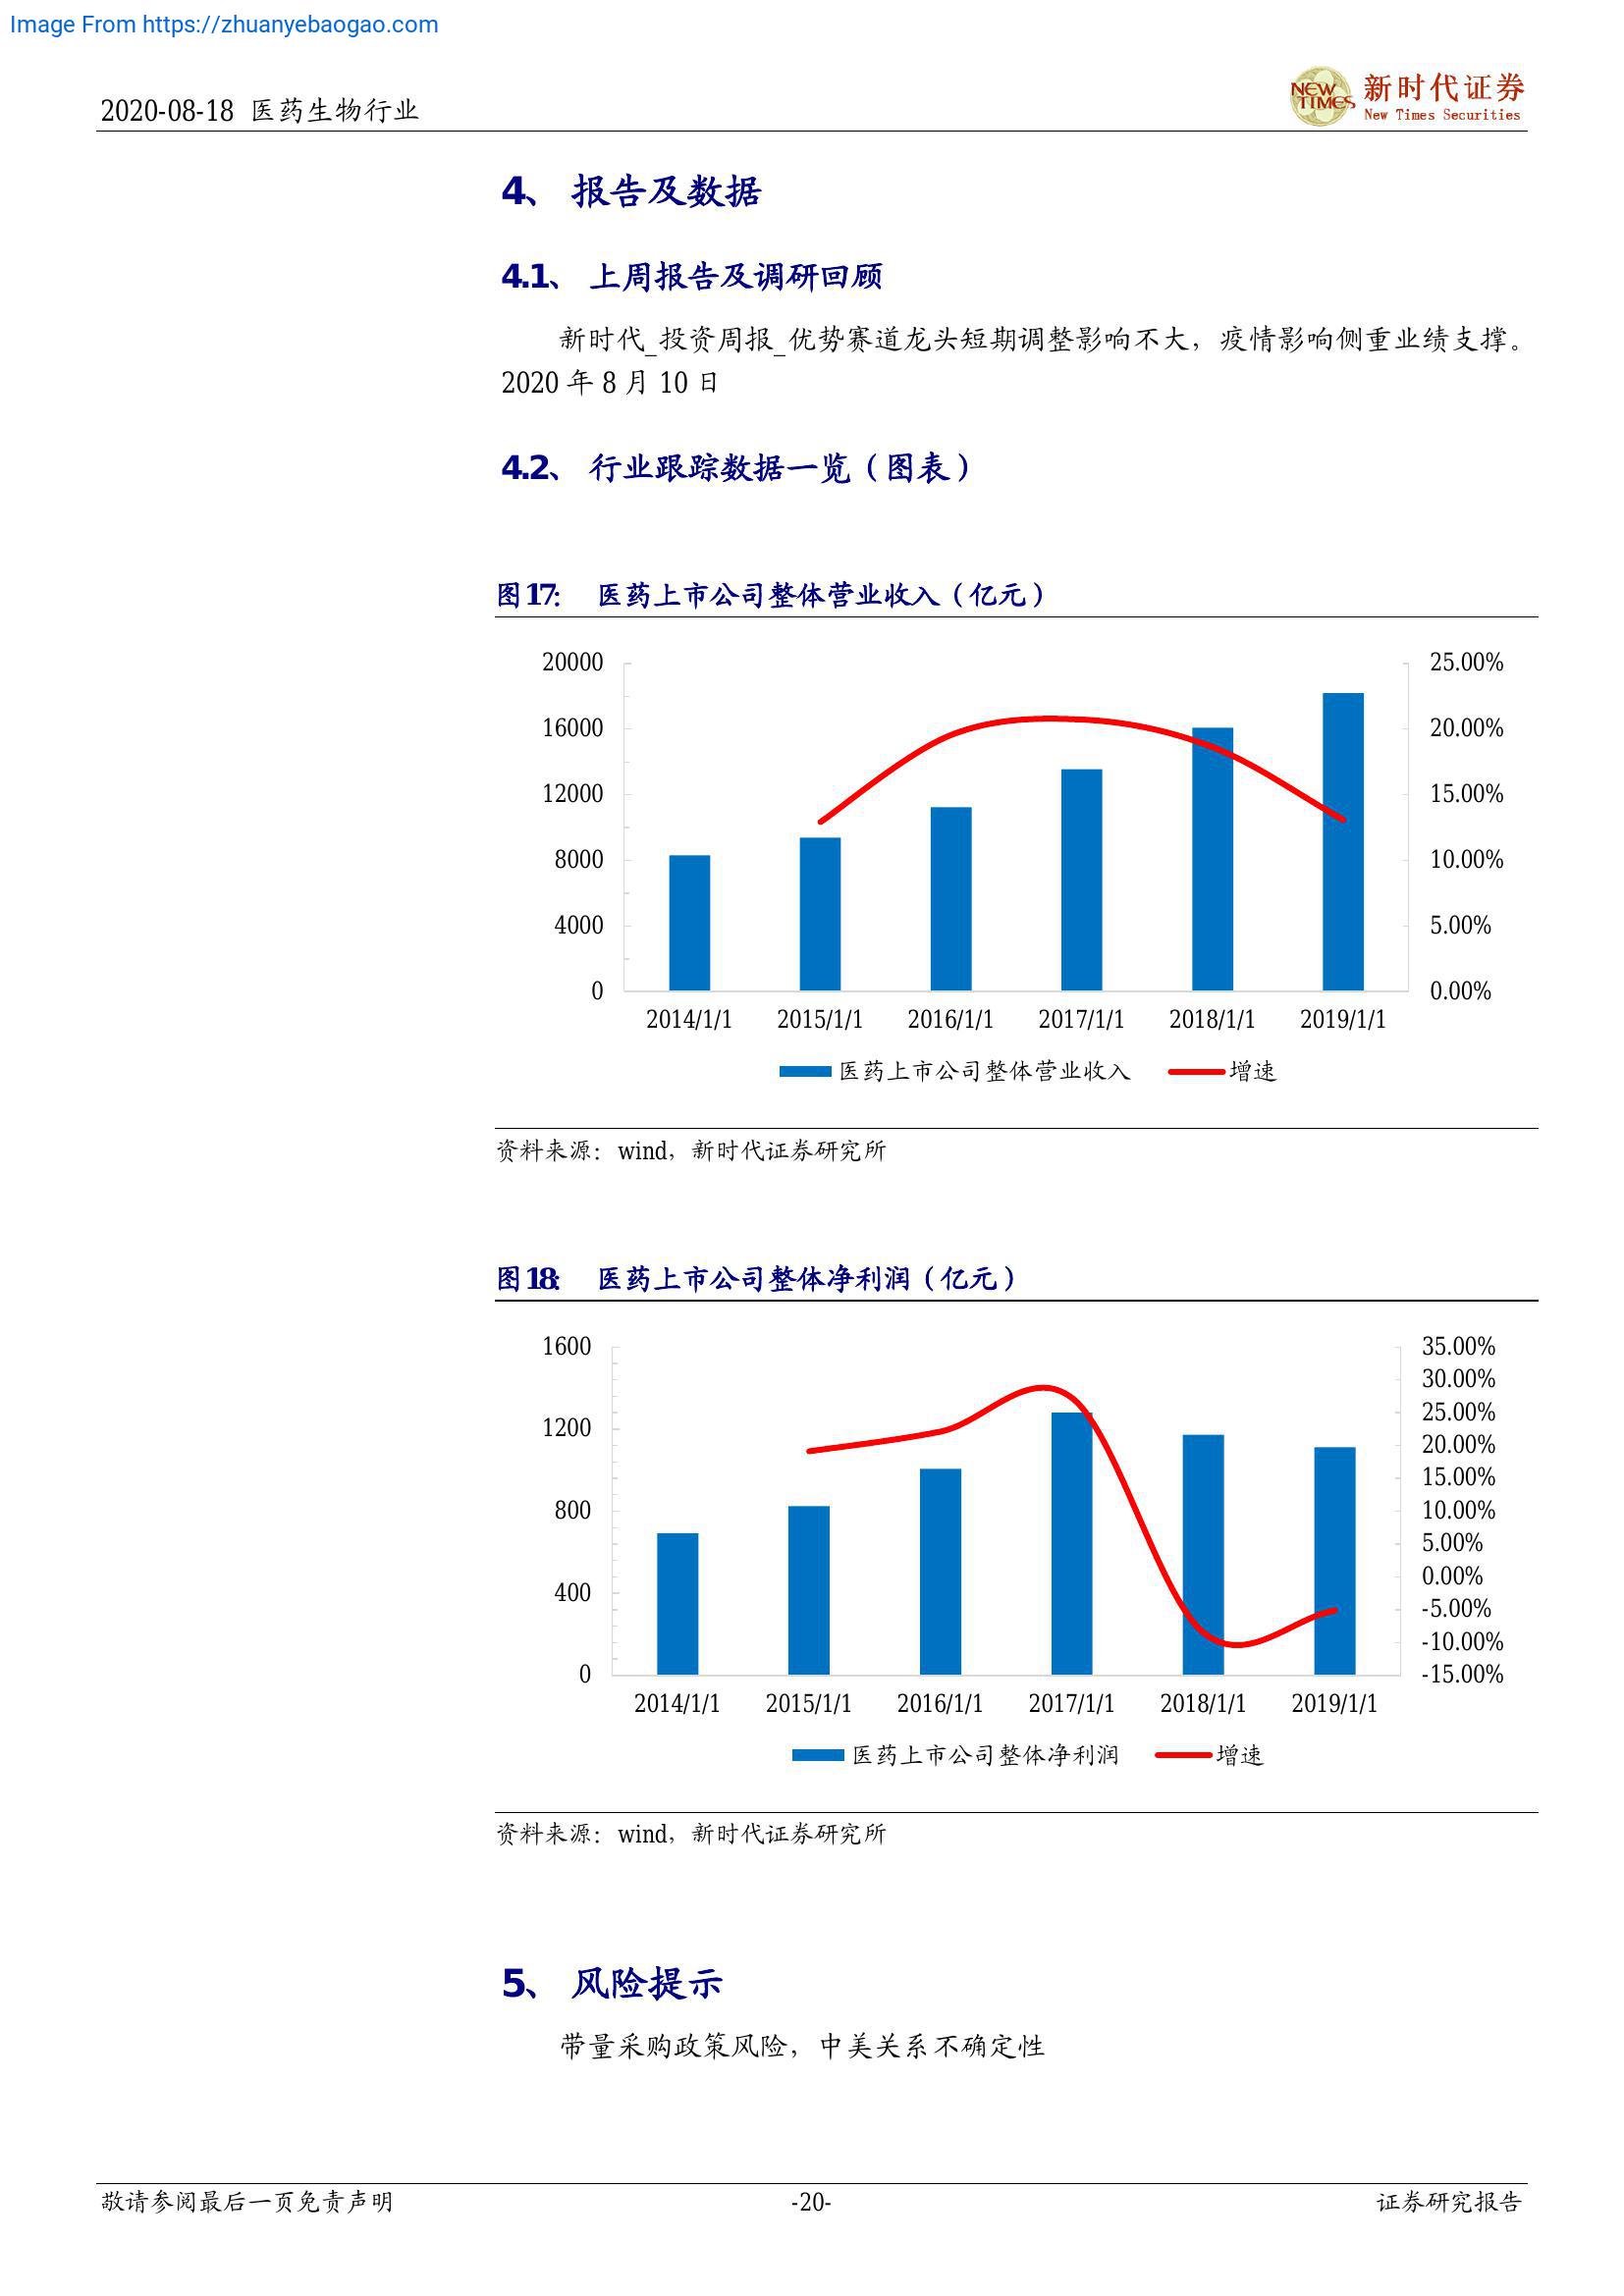 Image From https://zhuanyebaogao.com
2020-08-18 医药生物行业
NEW TIMES 新时代证券
New Times Securities
4、 报告及数据
4.1、 上周报告及调研回顾
新时代_投资周报_优势赛道龙头短期调整影响不大，疫情影响侧重业绩支撑。
2020 年 8 月 10 日
4.2、 行业跟踪数据一览（图表）
图17： 医药上市公司整体营业收入（亿元）
20000 25.00%
16000 20.00%
12000 15.00%
8000 10.00%
4000 5.00%
0 0.00%
2014/1/1 2015/1/1 2016/1/1 2017/1/1 2018/1/1 2019/1/1
医药上市公司整体营业收入 增速
资料来源：wind，新时代证券研究所
图18： 医药上市公司整体净利润（亿元）
1600 35.00%
30.00%
1200 25.00%
20.00%
15.00%
800 10.00%
5.00%
400 0.00%
-5.00%
-10.00%
0 -15.00%
2014/1/1 2015/1/1 2016/1/1 2017/1/1 2018/1/1 2019/1/1
医药上市公司整体净利润 增速
资料来源：wind，新时代证券研究所
5、 风险提示
带量采购政策风险，中美关系不确定性
敬请参阅最后一页免责声明 -20- 证券研究报告